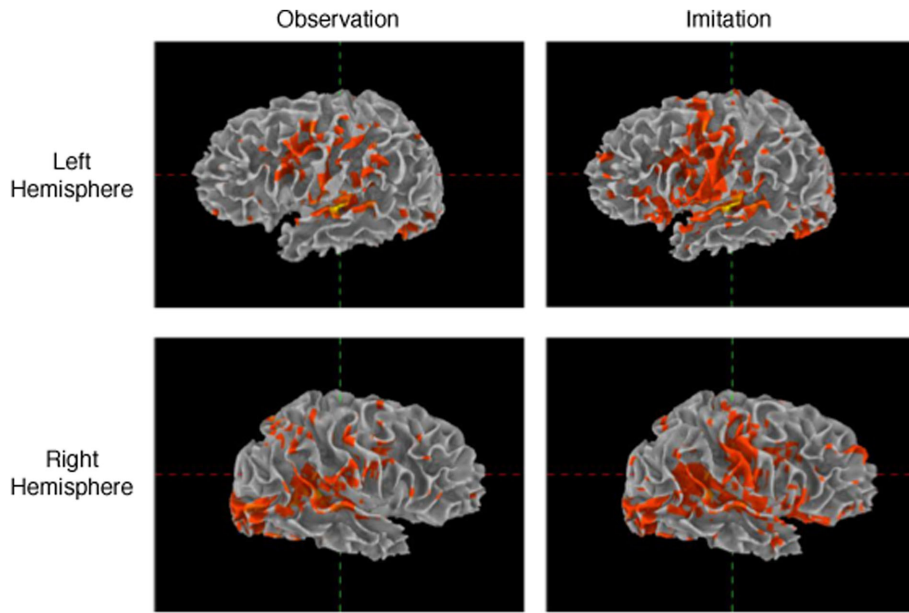 Observation
Imitation
Left
Hemisphere
Right
Hemisphere